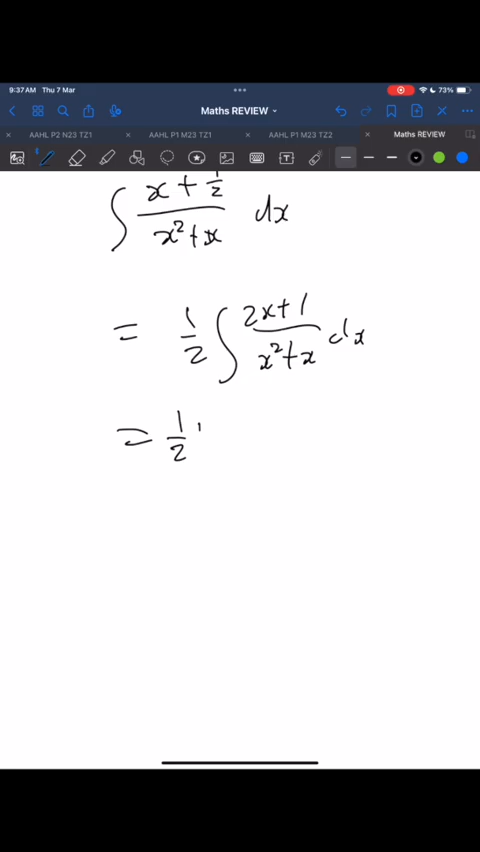 9:37 AM Thu 7 Mar
73%
Maths REVIEW
AAHL P2 N23 TZ1
AAHL P1 M23 TZ1
AAHL P1 M23 TZ2
Maths REVIEW
∫ (x + 1/2)/(x² + x) dx
= 1/2 ∫ (2x + 1)/(x² + x) dx
= 1/2